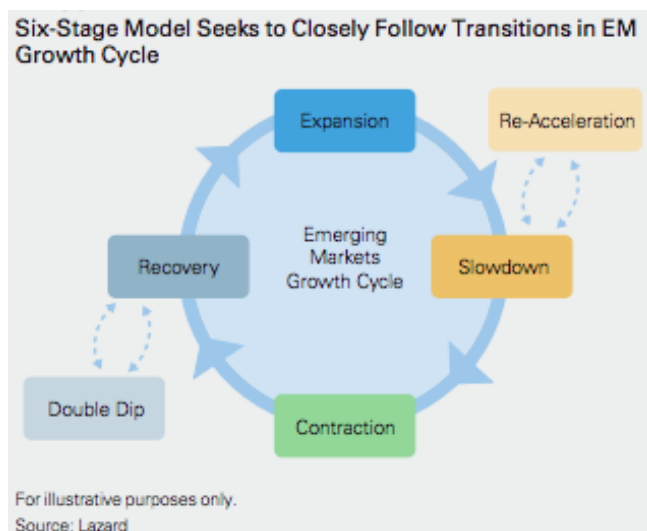 Six-Stage Model Seeks to Closely Follow Transitions in EM
Growth Cycle
Expansion
Re-Acceleration
Emerging
Markets
Growth Cycle
Recovery
Slowdown
Double Dip
Contraction
For illustrative purposes only.
Source: Lazard